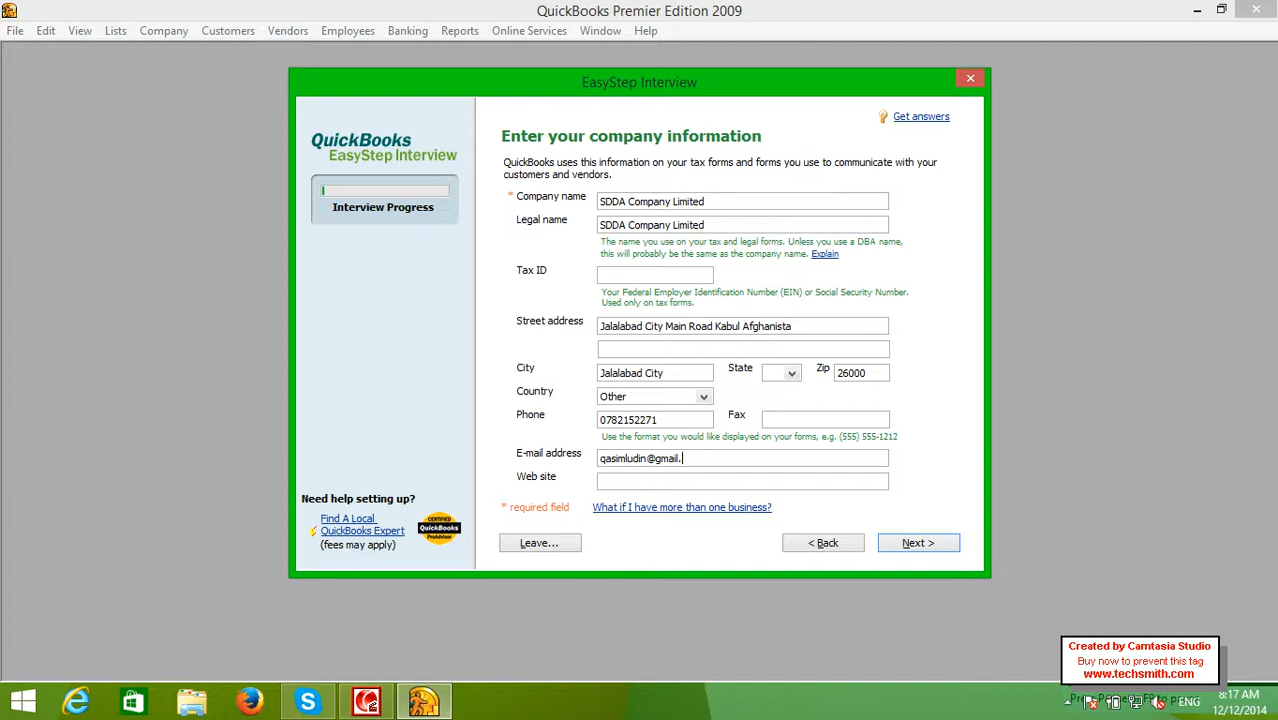 QuickBooks Premier Edition 2009
File Edit View Lists Company Customers Vendors Employees Banking Reports Online Services Window Help
EasyStep Interview
Get answers
QuickBooks
EasyStep Interview
Interview Progress
Enter your company information
QuickBooks uses this information on your tax forms and forms you use to communicate with your
customers and vendors.
* Company name SDDA Company Limited
Legal name SDDA Company Limited
The name you use on your tax and legal forms. Unless you use a DBA name,
this will probably be the same as the company name. Explain
Tax ID
Your Federal Employer Identification Number (EIN) or Social Security Number.
Used only on tax forms.
Street address Jalalabad City Main Road Kabul Afghanista
City Jalalabad City State Zip 26000
Country Other
Phone 0782152271 Fax
Use the format you would like displayed on your forms, e.g. (555) 555-1212
E-mail address qasimludin@gmail.
Web site
* required field What if I have more than one business?
Need help setting up?
Find A Local
QuickBooks Expert
(fees may apply)
CERTIFIED
QuickBooks
ProAdvisor
Leave... < Back Next >
Created by Camtasia Studio
Buy now to prevent this tag
www.techsmith.com
ENG
8:17 AM
12/12/2014